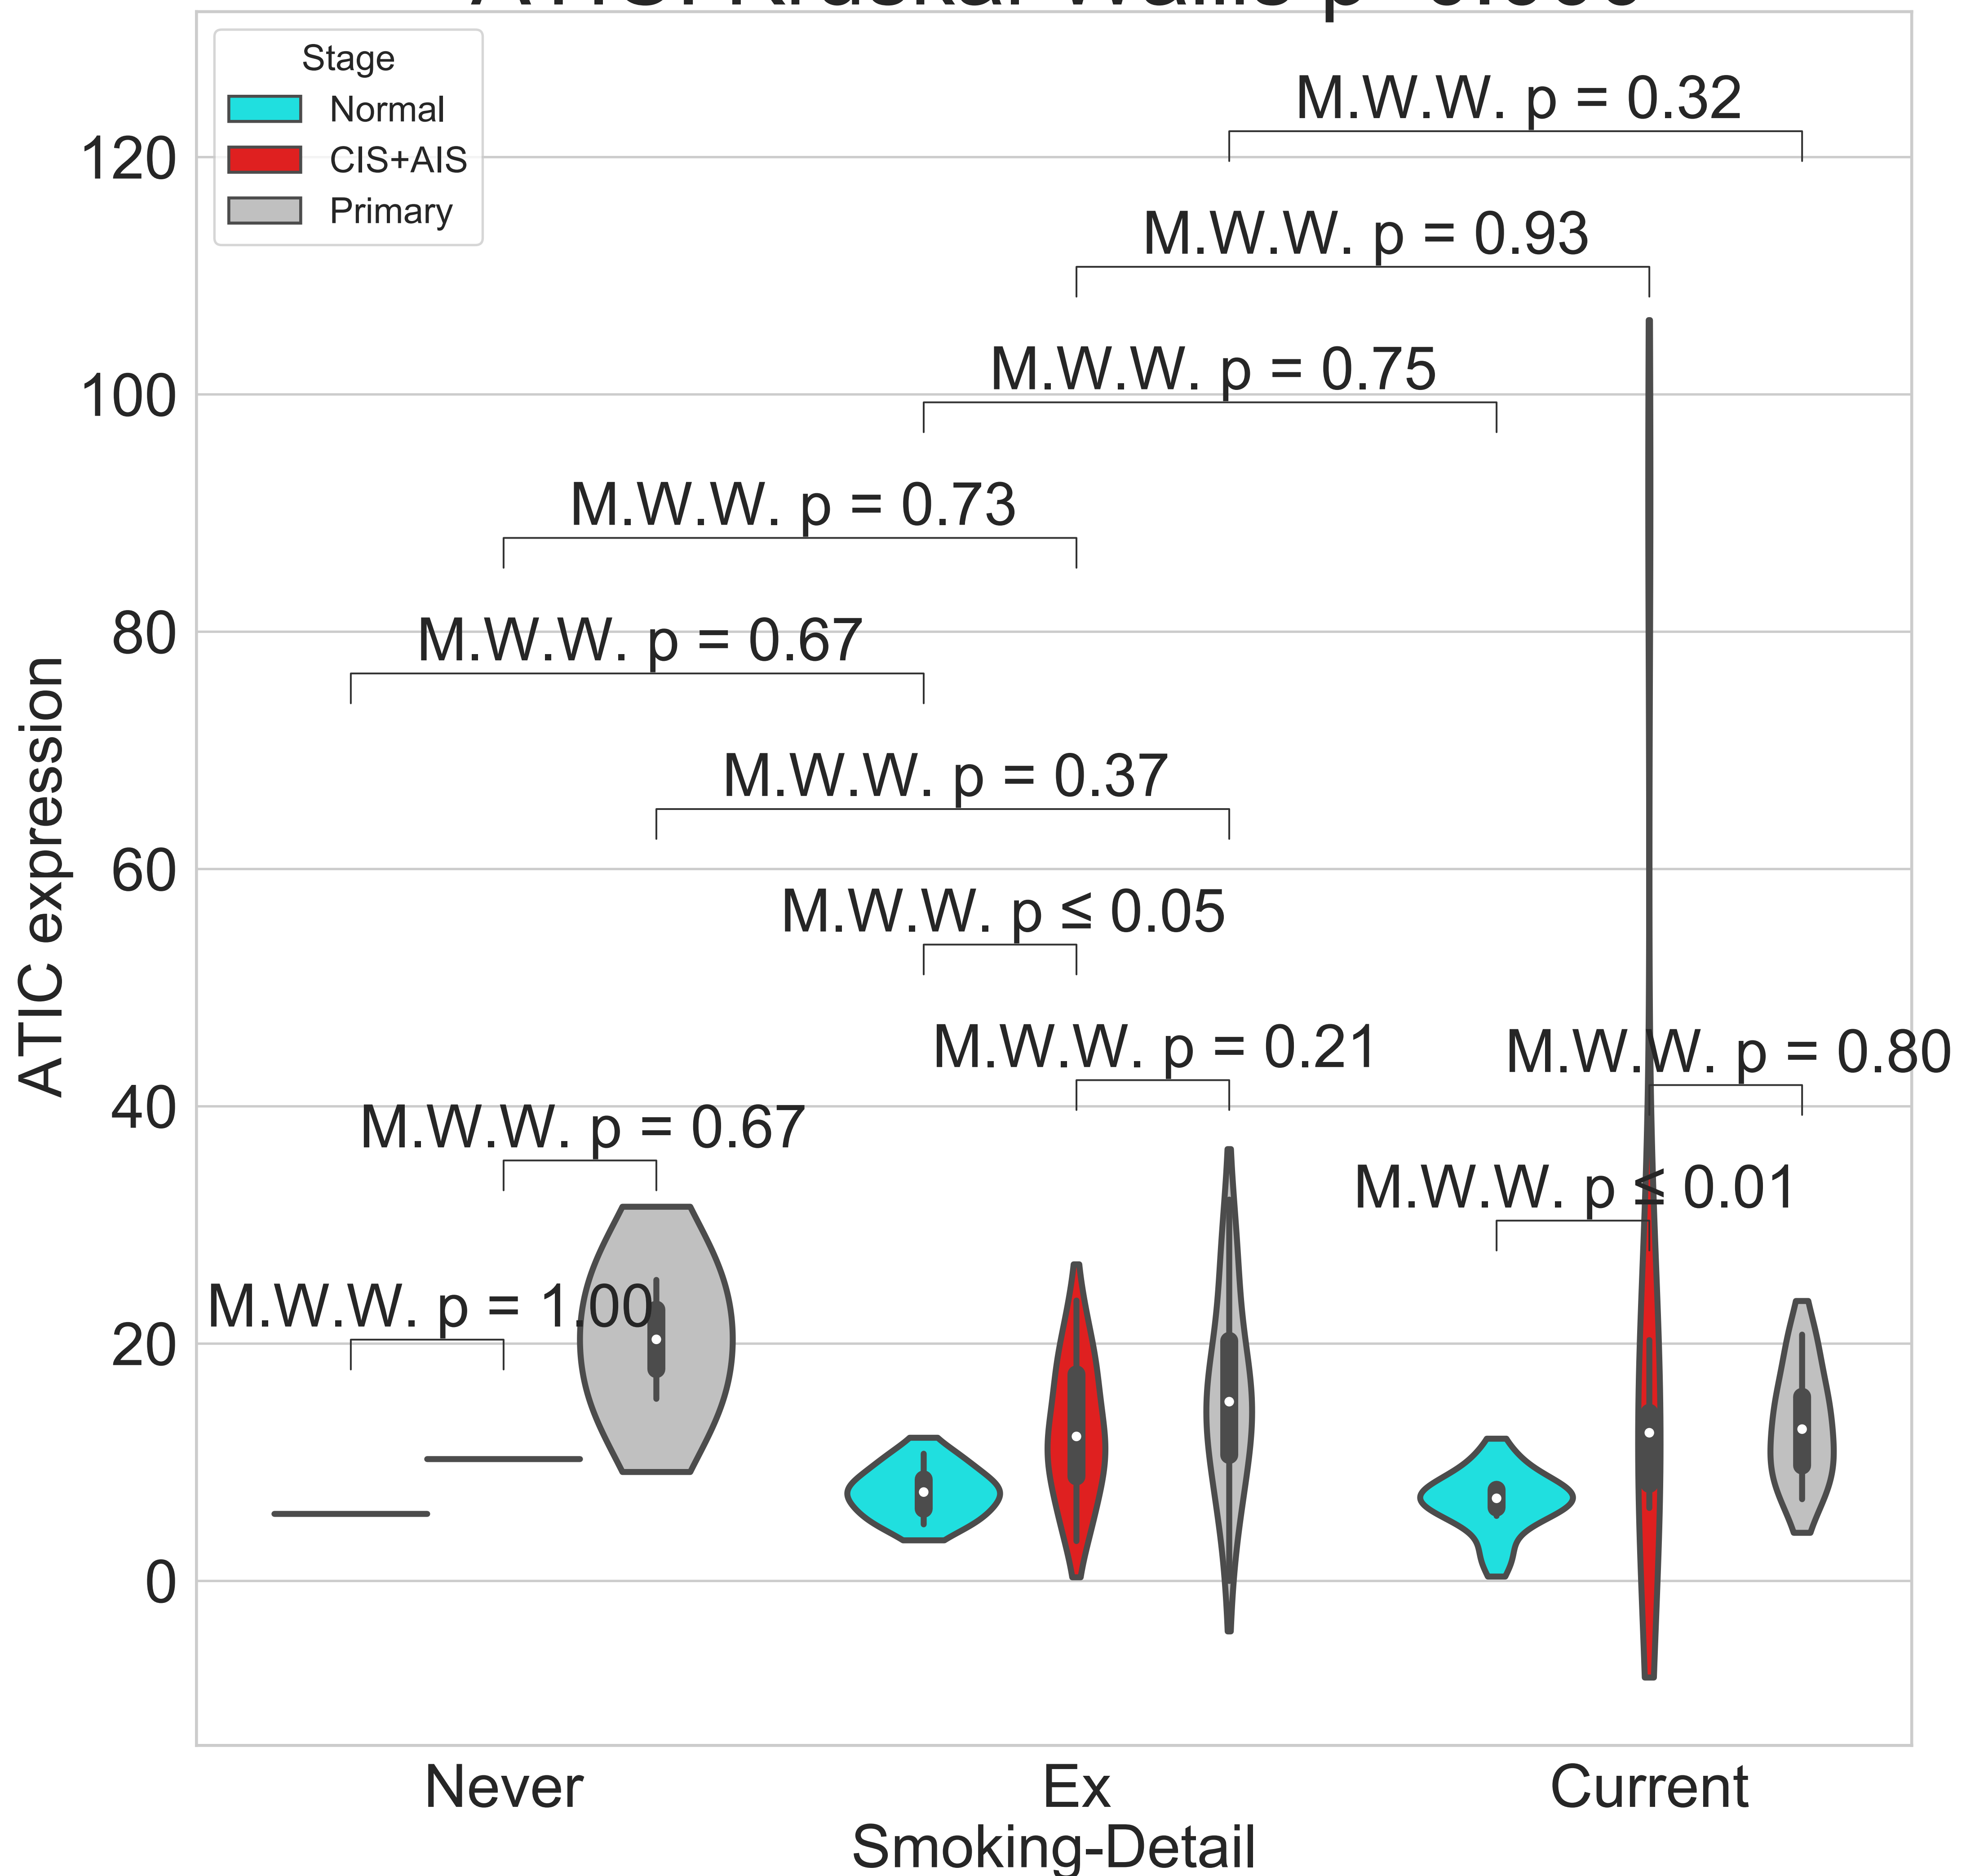 Stage
Normal
CIS+AIS
Primary
M.W.W. p = 0.32
M.W.W. p = 0.93
M.W.W. p = 0.75
M.W.W. p = 0.73
M.W.W. p = 0.67
M.W.W. p = 0.37
M.W.W. p ≤ 0.05
M.W.W. p = 0.21
M.W.W. p = 0.80
M.W.W. p = 0.67
M.W.W. p ≤ 0.01
M.W.W. p = 1.00
120
100
80
60
40
20
0
ATIC expression
Never
Ex
Current
Smoking-Detail